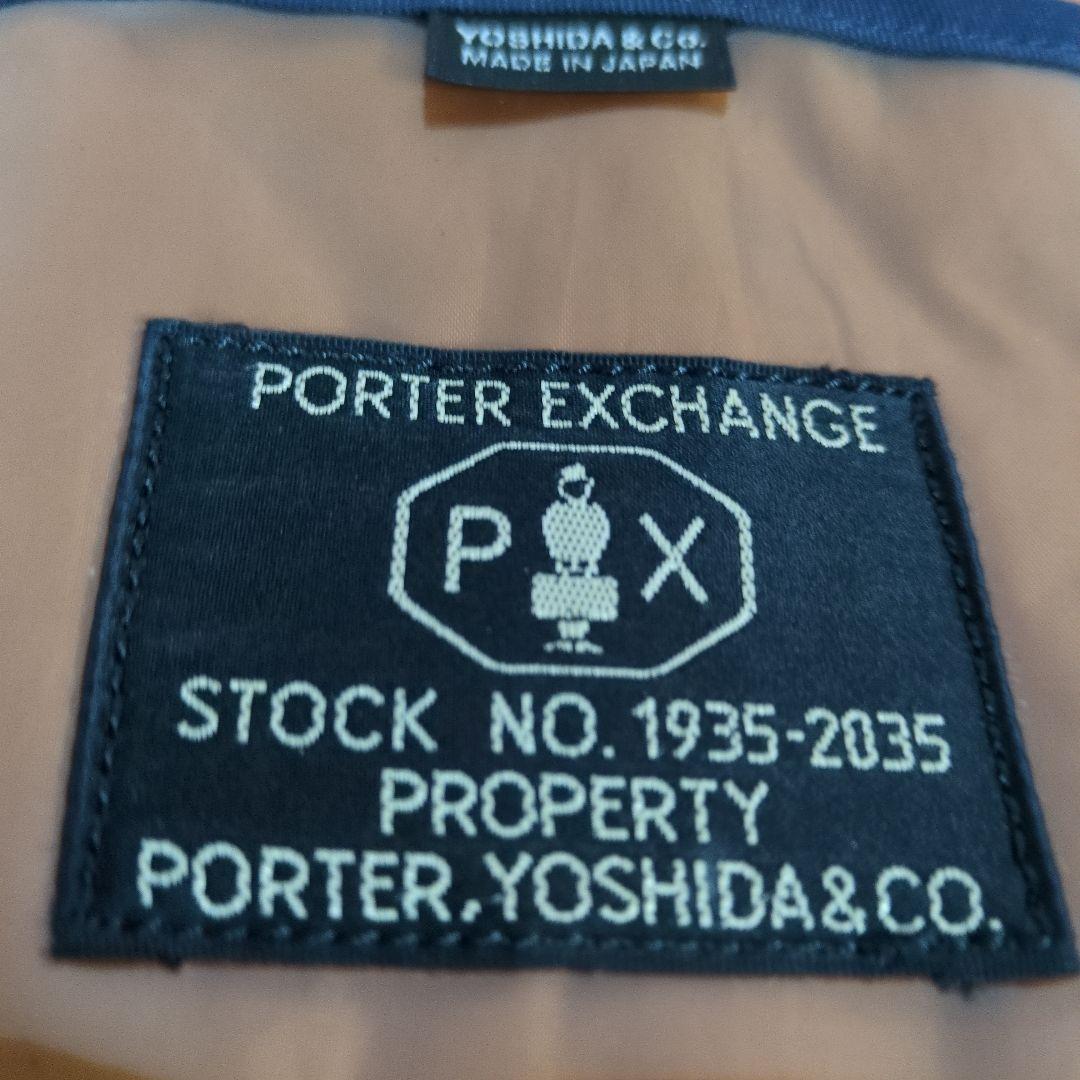 YOSHIDA & Co.
MADE IN JAPAN
PORTER EXCHANGE
P X
STOCK NO. 1935-2035
PROPERTY
PORTER, YOSHIDA & CO.